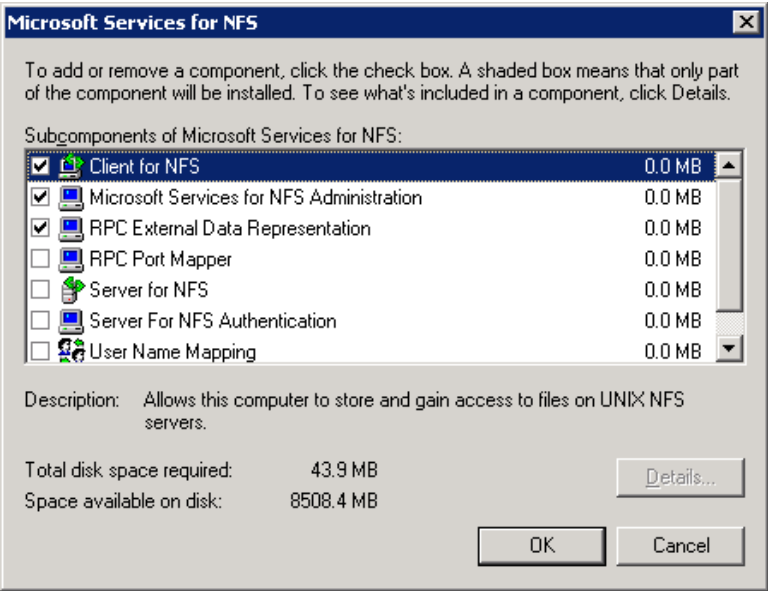 Microsoft Services for NFS
To add or remove a component, click the check box. A shaded box means that only part
of the component will be installed. To see what's included in a component, click Details.
Subcomponents of Microsoft Services for NFS:
Client for NFS 0.0 MB
Microsoft Services for NFS Administration 0.0 MB
RPC External Data Representation 0.0 MB
RPC Port Mapper 0.0 MB
Server for NFS 0.0 MB
Server For NFS Authentication 0.0 MB
User Name Mapping 0.0 MB
Description: Allows this computer to store and gain access to files on UNIX NFS
servers.
Total disk space required: 43.9 MB
Space available on disk: 8508.4 MB
Details...
OK Cancel